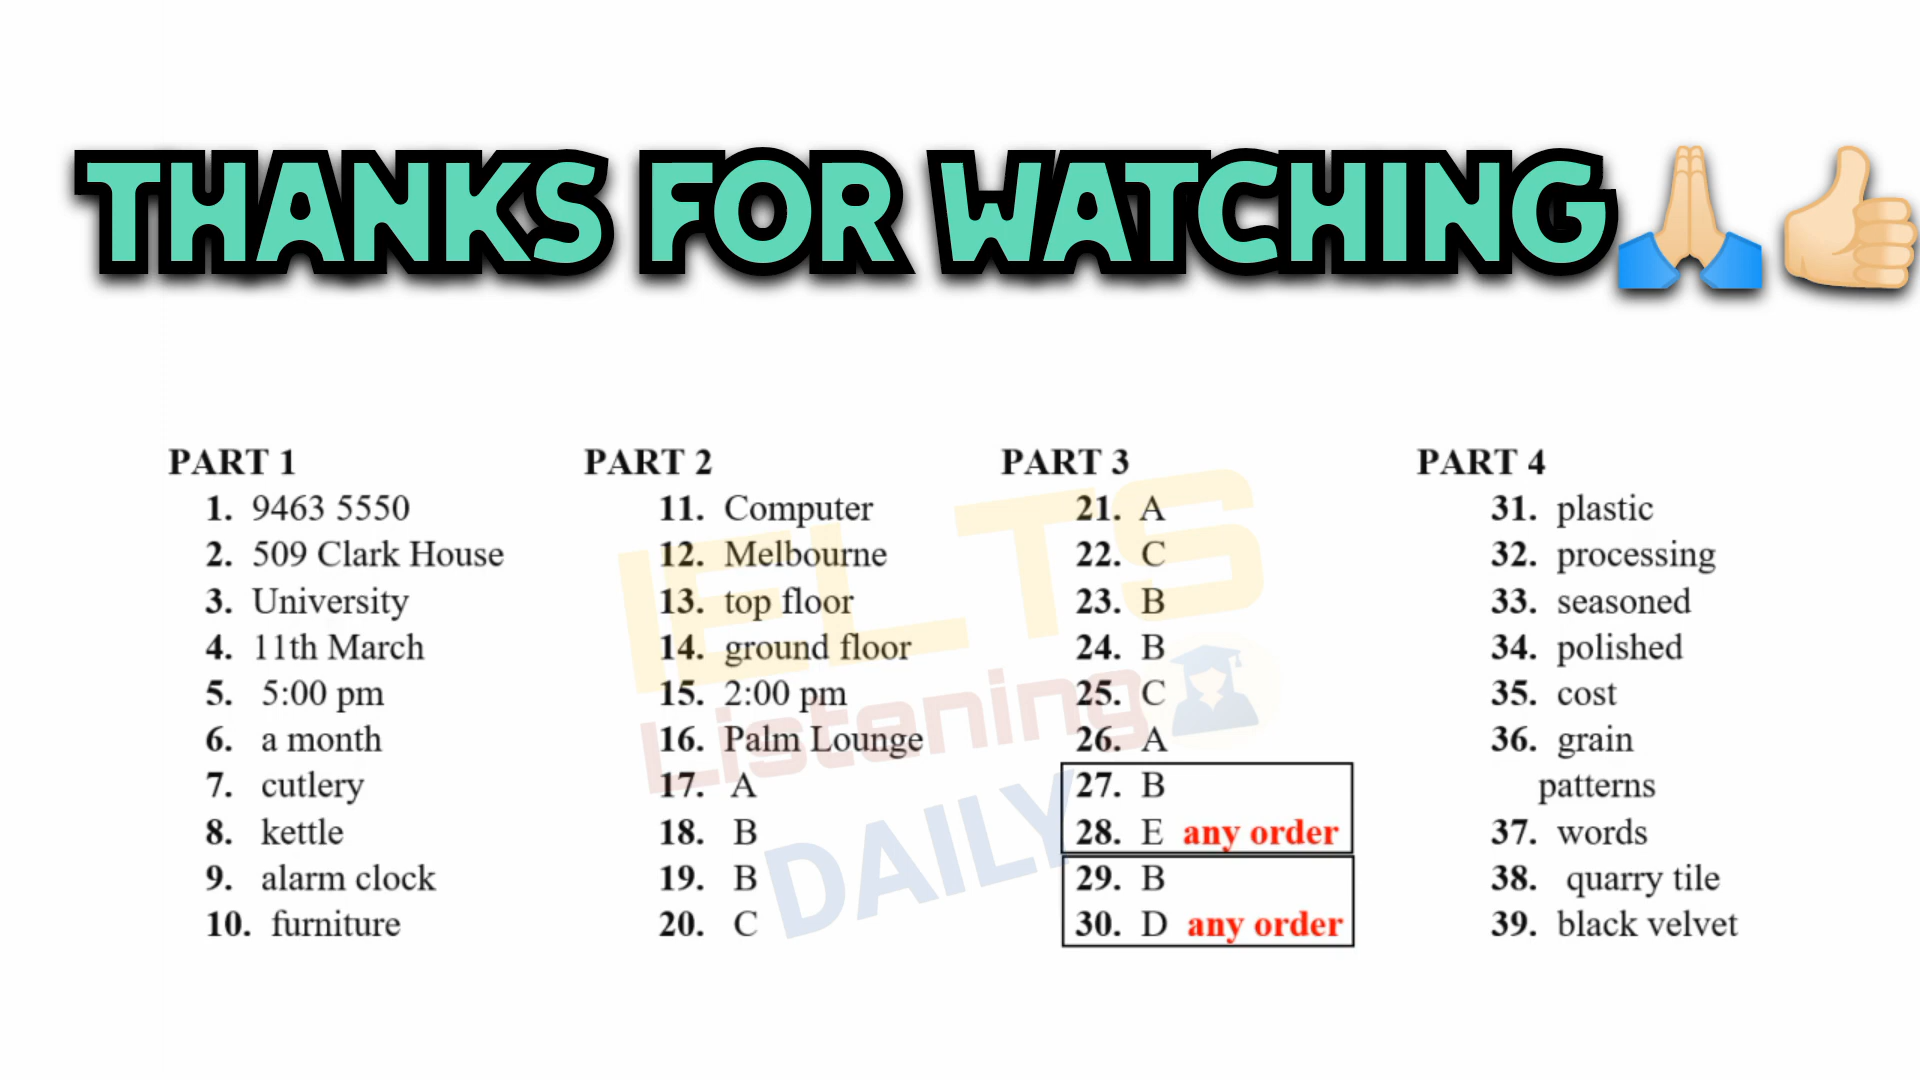 THANKS FOR WATCHING🙏🏻👍🏻
PART 1
1. 9463 5550
2. 509 Clark House
3. University
4. 11th March
5. 5:00 pm
6. a month
7. cutlery
8. kettle
9. alarm clock
10. furniture
PART 2
11. Computer
12. Melbourne
13. top floor
14. ground floor
15. 2:00 pm
16. Palm Lounge
17. A
18. B
19. B
20. C
PART 3
21. A
22. C
23. B
24. B
25. C
26. A
27. B
28. E any order
29. B
30. D any order
PART 4
31. plastic
32. processing
33. seasoned
34. polished
35. cost
36. grain
patterns
37. words
38. quarry tile
39. black velvet
IELTS
Listening
DAILY